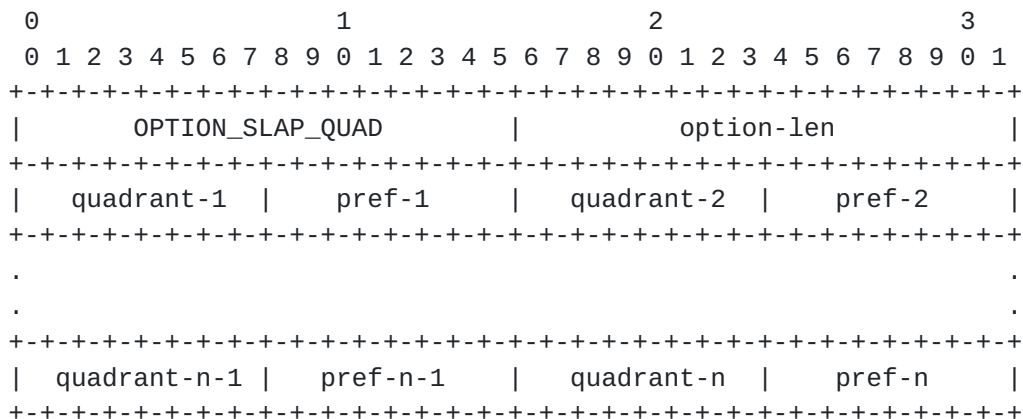 0                   1                   2                   3
 0 1 2 3 4 5 6 7 8 9 0 1 2 3 4 5 6 7 8 9 0 1 2 3 4 5 6 7 8 9 0 1
+-+-+-+-+-+-+-+-+-+-+-+-+-+-+-+-+-+-+-+-+-+-+-+-+-+-+-+-+-+-+-+-+
|       OPTION_SLAP_QUAD        |          option-len           |
+-+-+-+-+-+-+-+-+-+-+-+-+-+-+-+-+-+-+-+-+-+-+-+-+-+-+-+-+-+-+-+-+
|   quadrant-1  |    pref-1     |   quadrant-2  |    pref-2     |
+-+-+-+-+-+-+-+-+-+-+-+-+-+-+-+-+-+-+-+-+-+-+-+-+-+-+-+-+-+-+-+-+
.                                                               .
.                                                               .
+-+-+-+-+-+-+-+-+-+-+-+-+-+-+-+-+-+-+-+-+-+-+-+-+-+-+-+-+-+-+-+-+
|  quadrant-n-1 |   pref-n-1    |   quadrant-n  |    pref-n     |
+-+-+-+-+-+-+-+-+-+-+-+-+-+-+-+-+-+-+-+-+-+-+-+-+-+-+-+-+-+-+-+-+